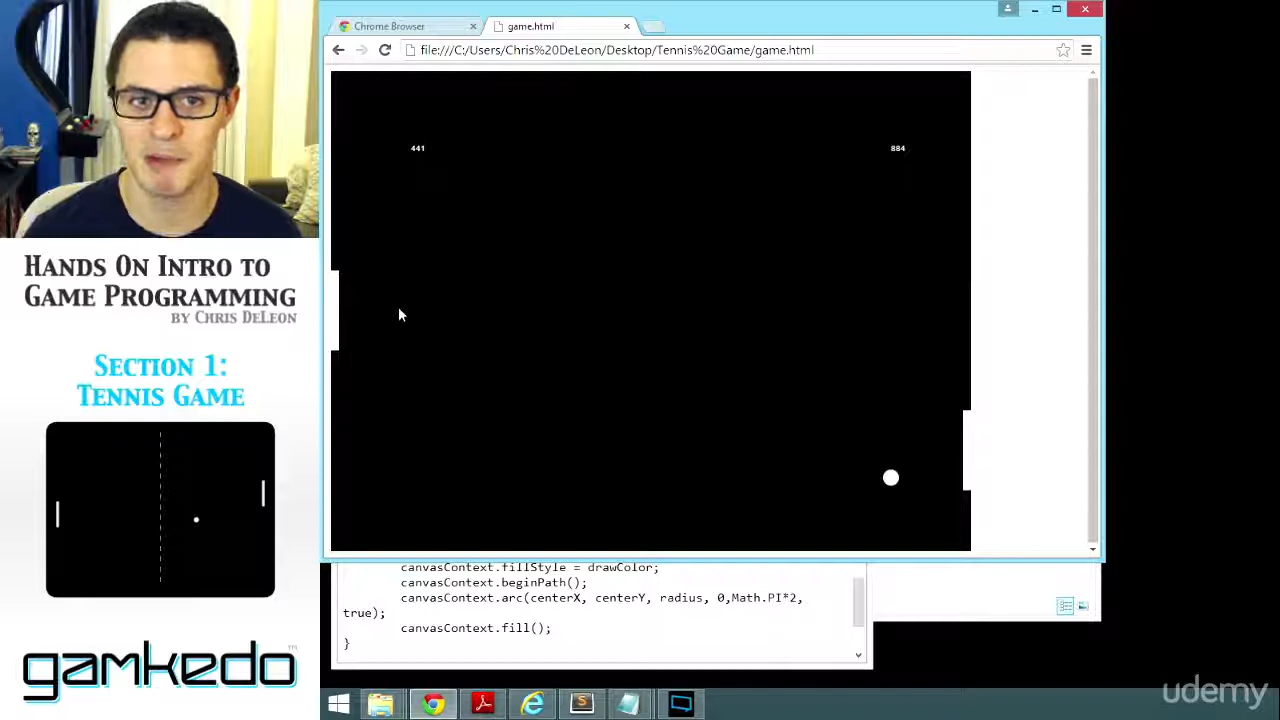 Chrome Browser
game.html
file:///C:/Users/Chris%20DeLeon/Desktop/Tennis%20Game/game.html
441
884
HANDS ON INTRO TO
GAME PROGRAMMING
BY CHRIS DELEON
SECTION 1:
TENNIS GAME
canvasContext.fillStyle = drawColor;
canvasContext.beginPath();
canvasContext.arc(centerX, centerY, radius, 0,Math.PI*2,
true);
canvasContext.fill();
}
gamkedo™
udemy